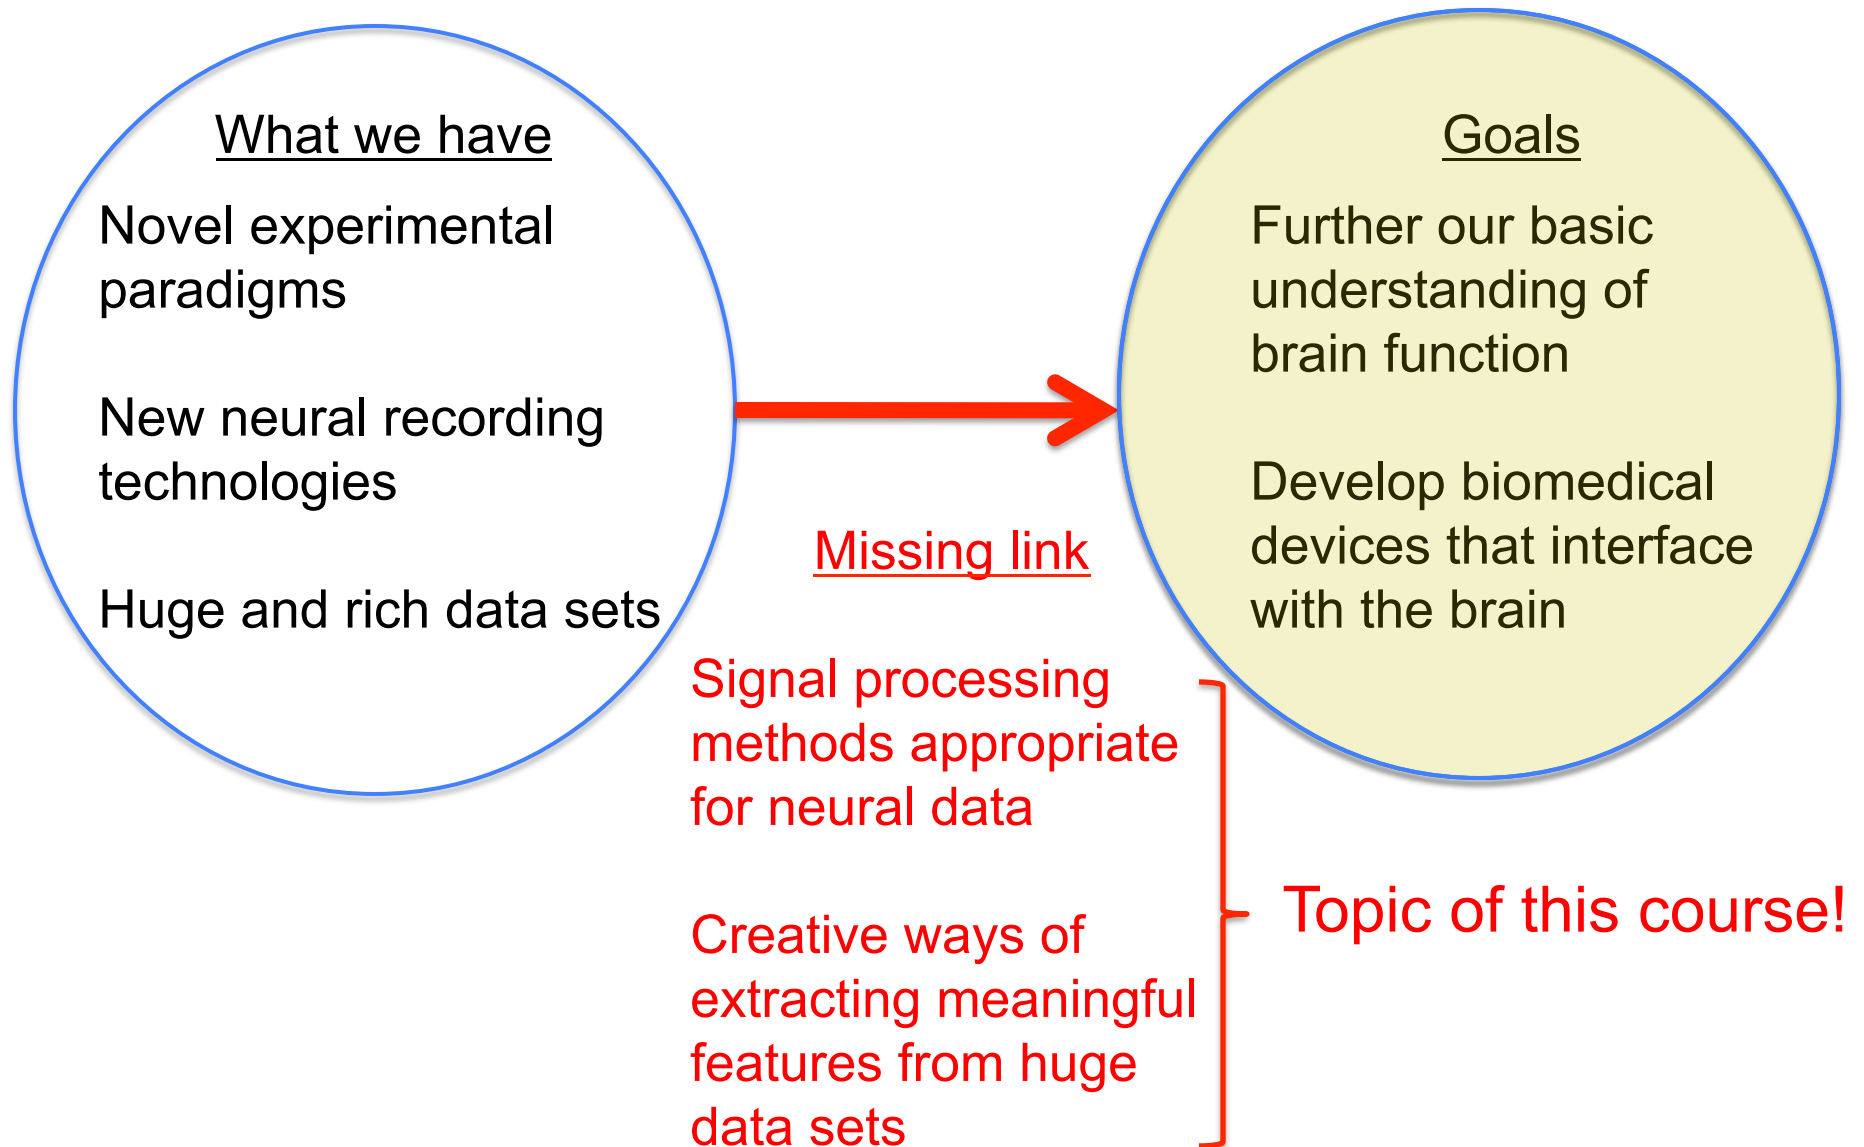 What we have
Novel experimental
paradigms
New neural recording
technologies
Huge and rich data sets
Missing link
Signal processing
methods appropriate
for neural data
Creative ways of
extracting meaningful
features from huge
data sets
Topic of this course!
Goals
Further our basic
understanding of
brain function
Develop biomedical
devices that interface
with the brain